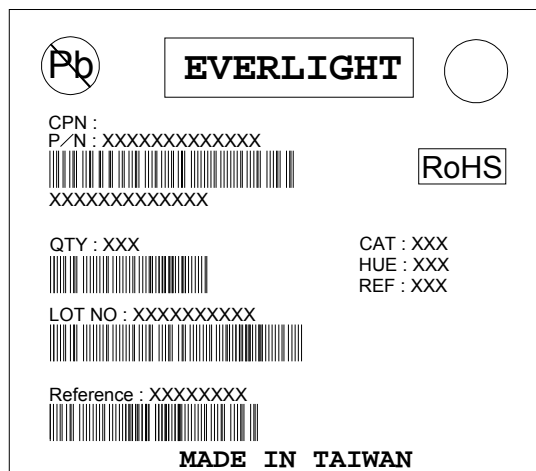 Pb
EVERLIGHT
CPN :
P/N : XXXXXXXXXXXXX
RoHS
XXXXXXXXXXXXX
QTY : XXX
CAT : XXX
HUE : XXX
REF : XXX
LOT NO : XXXXXXXXXX
Reference : XXXXXXXX
MADE IN TAIWAN